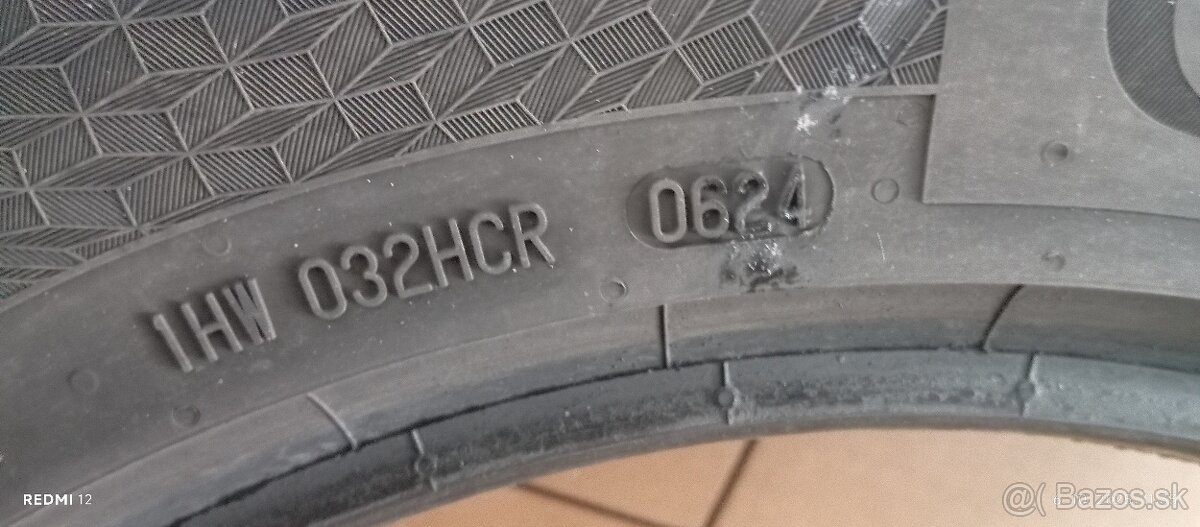 1HW 032HCR 0624
REDMI 12
@( Bazos.sk